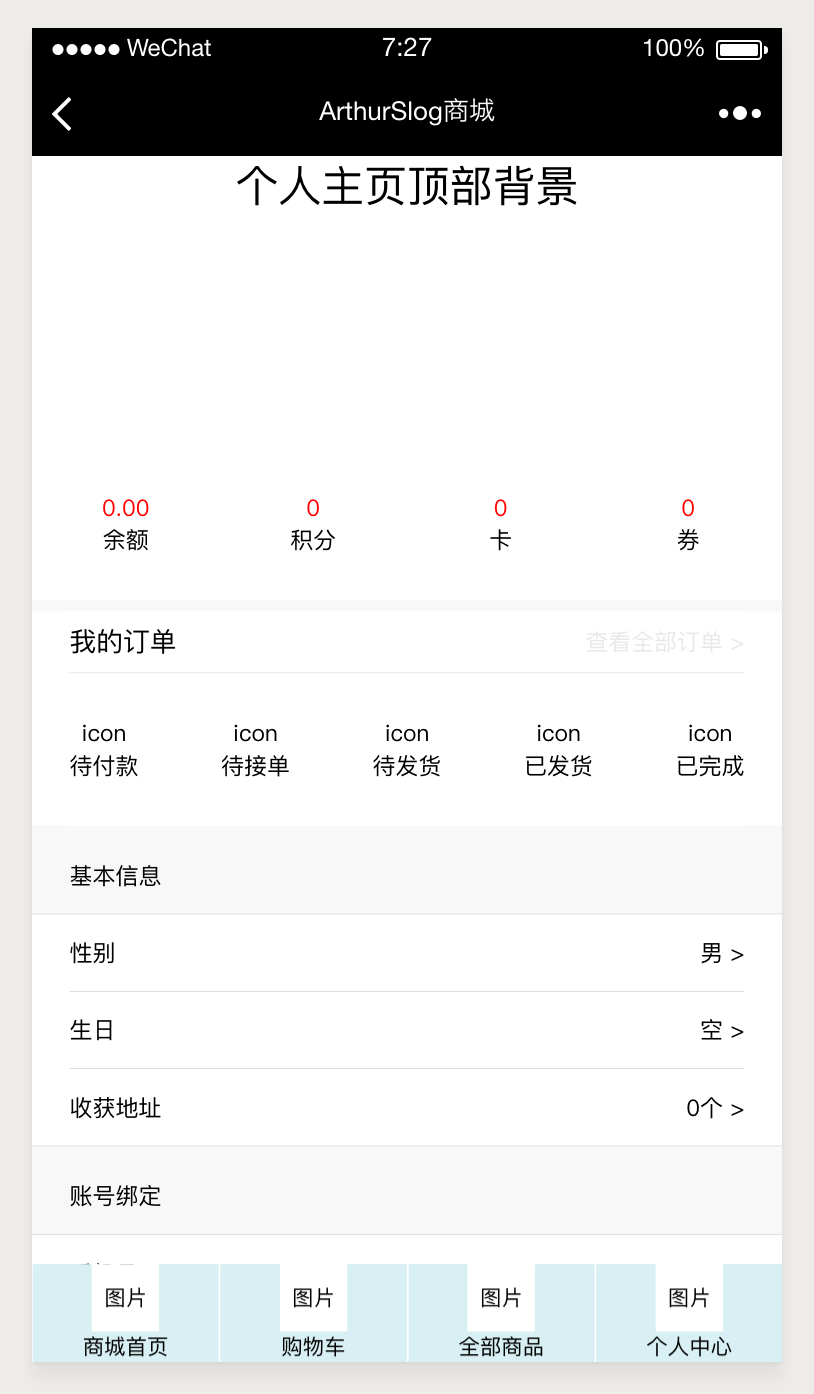 WeChat 7:27 100%
ArthurSlog商城
个人主页顶部背景
0.00 0 0 0
余额 积分 卡 券
我的订单 查看全部订单 >
icon icon icon icon icon
待付款 待接单 待发货 已发货 已完成
基本信息
性别 男 >
生日 空 >
收获地址 0个 >
账号绑定
图片 图片 图片 图片
商城首页 购物车 全部商品 个人中心